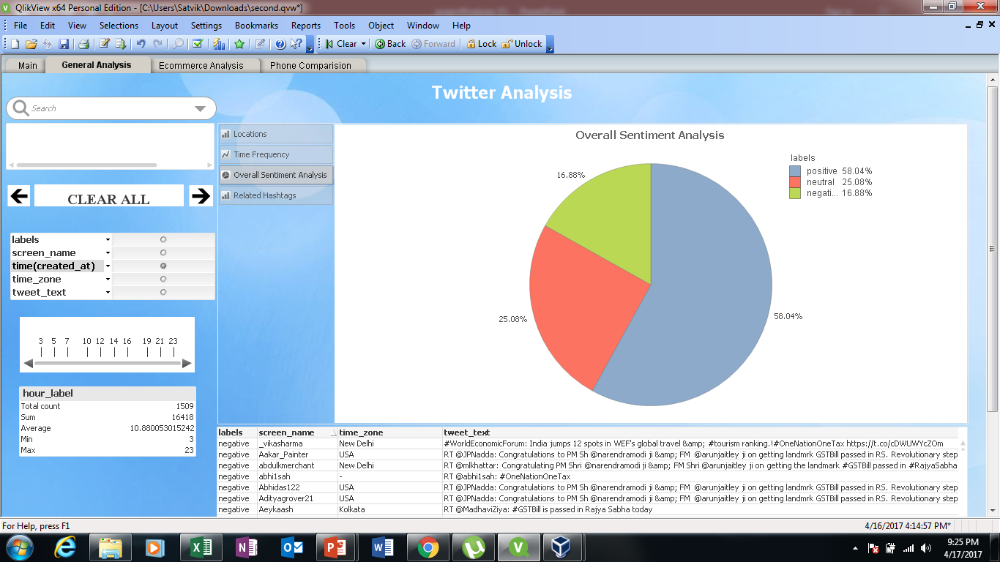 QlikView x64 Personal Edition - [C:\Users\Satvik\Downloads\second.qvw*]
File Edit View Selections Layout Settings Bookmarks Reports Tools Object Window Help
Clear Back Forward Lock Unlock
Main General Analysis Ecommerce Analysis Phone Comparision
Twitter Analysis
Search
CLEAR ALL
labels
screen_name
time(created_at)
time_zone
tweet_text
3 5 7 10 12 14 16 19 21 23
hour_label
Total count 1509
Sum 16418
Average 10.880053015242
Min 3
Max 23
Locations
Time Frequency
Overall Sentiment Analysis
Related Hashtags
Overall Sentiment Analysis
16.88%
25.08%
58.04%
labels
positive 58.04%
neutral 25.08%
negati... 16.88%
labels screen_name time_zone tweet_text
negative _vikasharma New Delhi #WorldEconomicForum: India jumps 12 spots in WEF's global travel &amp; #tourism ranking.!#OneNationOneTax https://t.co/cDWUWYcZOm
negative Aakar_Painter USA RT @JPNadda: Congratulations to PM Sh @narendramodi ji &amp; FM @arunjaitley ji on getting landmrk GSTBill passed in RS. Revolutionary step
negative abdulkmerchant New Delhi RT @mlkhattar: Congratulating PM Shri @narendramodi ji &amp; FM Shri @arunjaitley ji on getting the landmark #GSTBill passed in #RajyaSabha
negative abhi1sah - RT @abhi1sah: #OneNationOneTax
negative Abhidas122 USA RT @JPNadda: Congratulations to PM Sh @narendramodi ji &amp; FM @arunjaitley ji on getting landmrk GSTBill passed in RS. Revolutionary step
negative Adityagrover21 USA RT @JPNadda: Congratulations to PM Sh @narendramodi ji &amp; FM @arunjaitley ji on getting landmrk GSTBill passed in RS. Revolutionary step
negative Aeykaash Kolkata RT @MadhaviZiya: #GSTBill is passed in Rajya Sabha today
For Help, press F1 4/16/2017 4:14:57 PM*
9:25 PM
4/17/2017